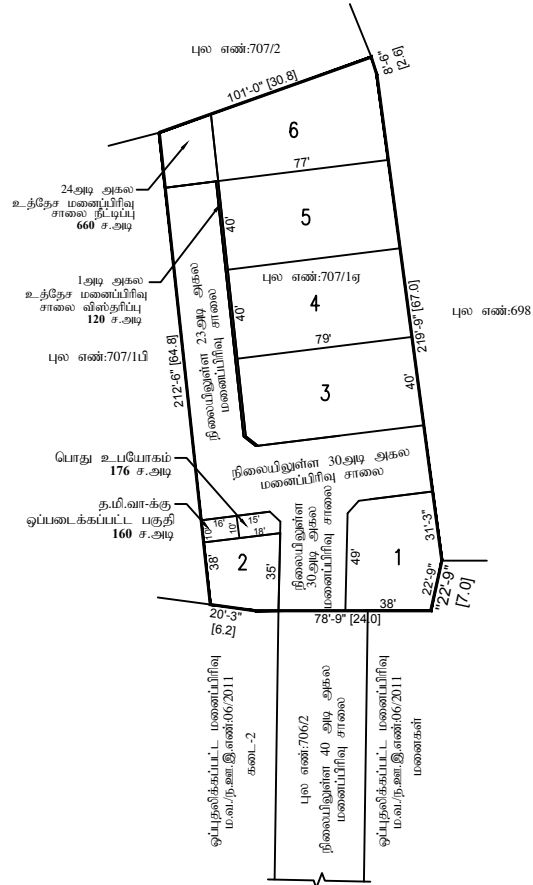 புல எண்:707/2
8'-6"
[2.6]
101'-0" [30.8]
6
77'
24அடி அகல
உத்தேச மனைப்பிரிவு
சாலை நீட்டிப்பு
660 ச.அடி
5
40'
1அடி அகல
உத்தேச மனைப்பிரிவு
சாலை விஸ்தரிப்பு
120 ச.அடி
புல எண்:707/1ஏ
4
40'
79'
நிலையிலுள்ள 23அடி அகல
மனைப்பிரிவு சாலை
புல எண்:698
219'-9" [67.0]
புல எண்:707/1பி
212'-6" [64.8]
3
40'
பொது உபயோகம்
176 ச.அடி
நிலையிலுள்ள 30அடி அகல
மனைப்பிரிவு சாலை
த.மி.வா-க்கு
ஒப்படைக்கப்பட்ட பகுதி
160 ச.அடி
16'
15'
10'
10'
18'
நிலையிலுள்ள
30அடி அகல
மனைப்பிரிவு சாலை
31'-3"
2
38'
35'
49'
1
22'-9"
"22'-9"
[7.0]
38'
20'-3"
[6.2]
78'-9" [24.0]
ஒப்புதலிக்கப்பட்ட மனைப்பிரிவு
ம.வ./ந.ஊ.இ.எண்:06/2011
கடை-2
புல எண்:706/2
நிலையிலுள்ள 40 அடி அகல
மனைப்பிரிவு சாலை
ஒப்புதலிக்கப்பட்ட மனைப்பிரிவு
ம.வ./ந.ஊ.இ.எண்:06/2011
மனைகள்